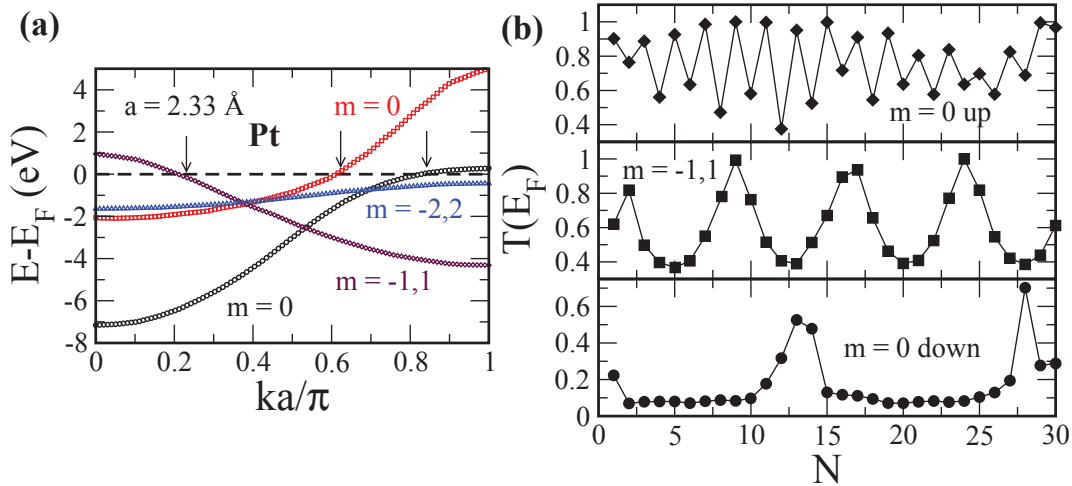 (a)
E-E_F (eV)
4
2
0
-2
-4
-6
-8
a = 2.33 Å
Pt
m = 0
m = -2,2
m = -1,1
m = 0
0
0.2
0.4
0.6
0.8
1
ka/π
(b)
T(E_F)
1
0.8
0.6
0.4
m = 0 up
1
0.8
0.6
0.4
m = -1,1
0.6
0.4
0.2
0
m = 0 down
0
5
10
15
20
25
30
N